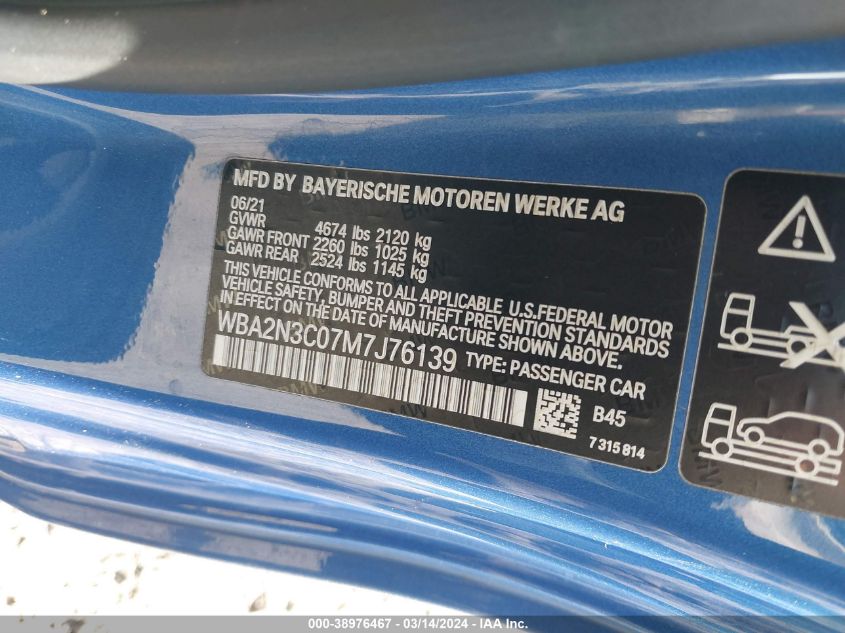 MFD BY BAYERISCHE MOTOREN WERKE AG
06/21
GVWR 4674 lbs 2120 kg
GAWR FRONT 2260 lbs 1025 kg
GAWR REAR 2524 lbs 1145 kg
THIS VEHICLE CONFORMS TO ALL APPLICABLE U.S.FEDERAL MOTOR
VEHICLE SAFETY, BUMPER AND THEFT PREVENTION STANDARDS
IN EFFECT ON THE DATE OF MANUFACTURE SHOWN ABOVE.
WBA2N3C07M7J76139 TYPE: PASSENGER CAR
B45
7 315 814
000-38976467 - 03/14/2024 - IAA Inc.